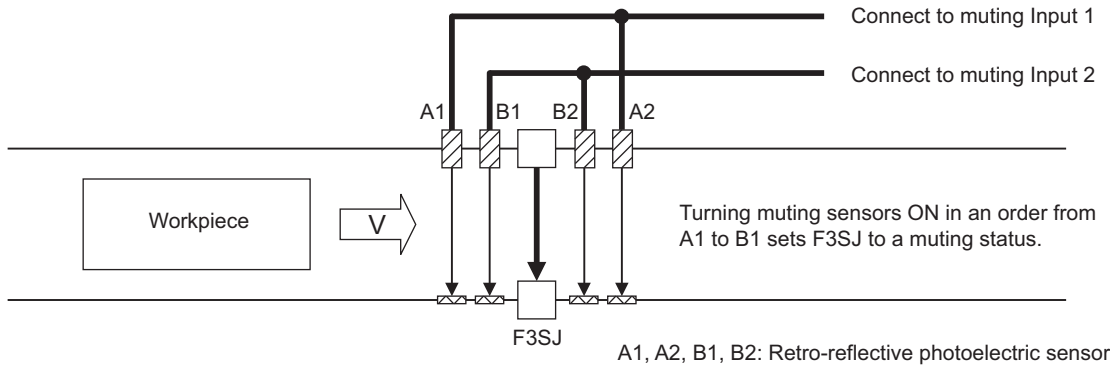 Connect to muting Input 1
Connect to muting Input 2
A1
B1
B2
A2
Workpiece
V
Turning muting sensors ON in an order from
A1 to B1 sets F3SJ to a muting status.
F3SJ
A1, A2, B1, B2: Retro-reflective photoelectric sensor